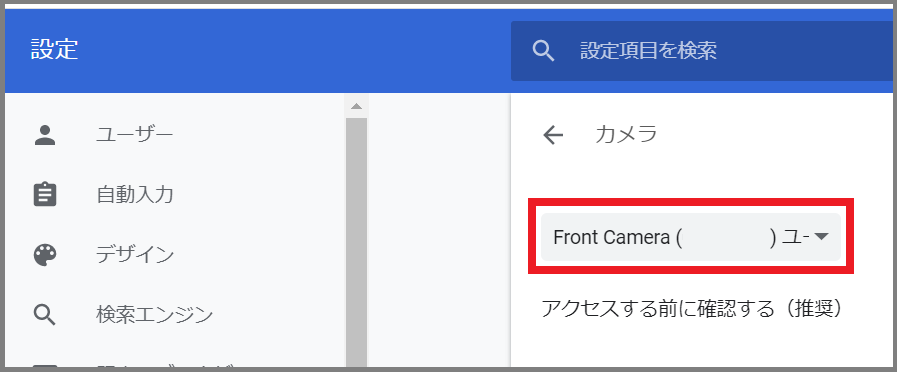 設定
設定項目を検索
ユーザー
自動入力
デザイン
検索エンジン
カメラ
Front Camera ( ) ユー
アクセスする前に確認する（推奨）